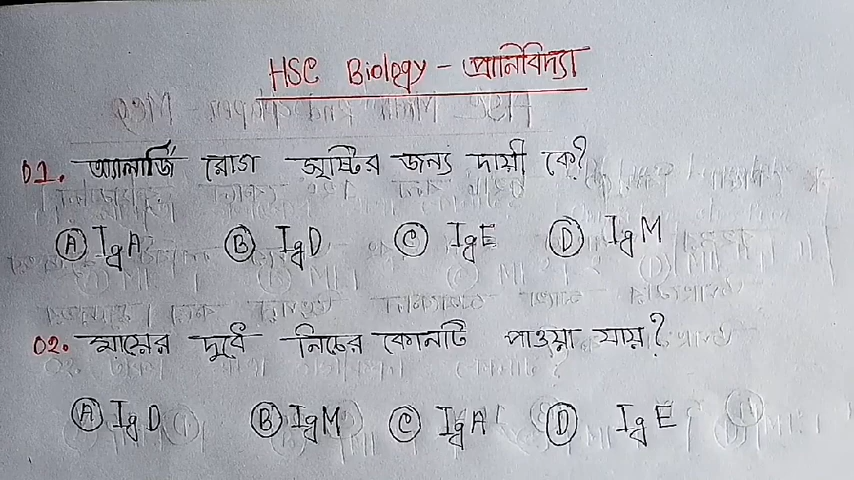 HSC Biology - প্রানিবিদ্যা
01. অ্যালার্জি রোগ সৃষ্টির জন্য দায়ী কে?
Ⓐ IgA Ⓑ IgD Ⓒ IgE Ⓓ IgM
02. মায়ের দুধে নিচের কোনটি পাওয়া যায়?
Ⓐ IgD Ⓑ IgM Ⓒ IgA Ⓓ IgE